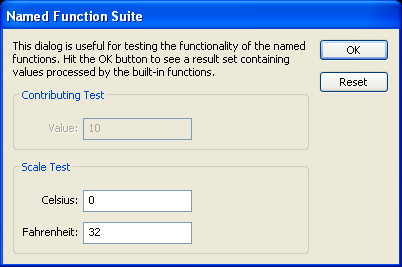 Named Function Suite
This dialog is useful for testing the functionality of the named
functions. Hit the OK button to see a result set containing
values processed by the built-in functions.
OK
Reset
Contributing Test
Value: 10
Scale Test
Celsius: 0
Fahrenheit: 32